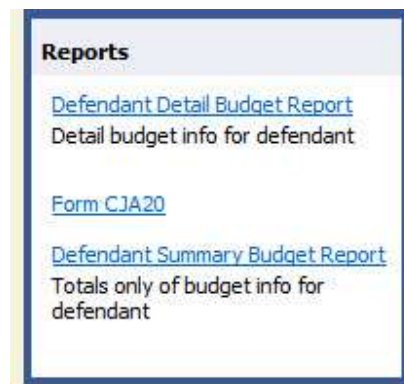 Reports
Defendant Detail Budget Report
Detail budget info for defendant
Form CJA20
Defendant Summary Budget Report
Totals only of budget info for
defendant